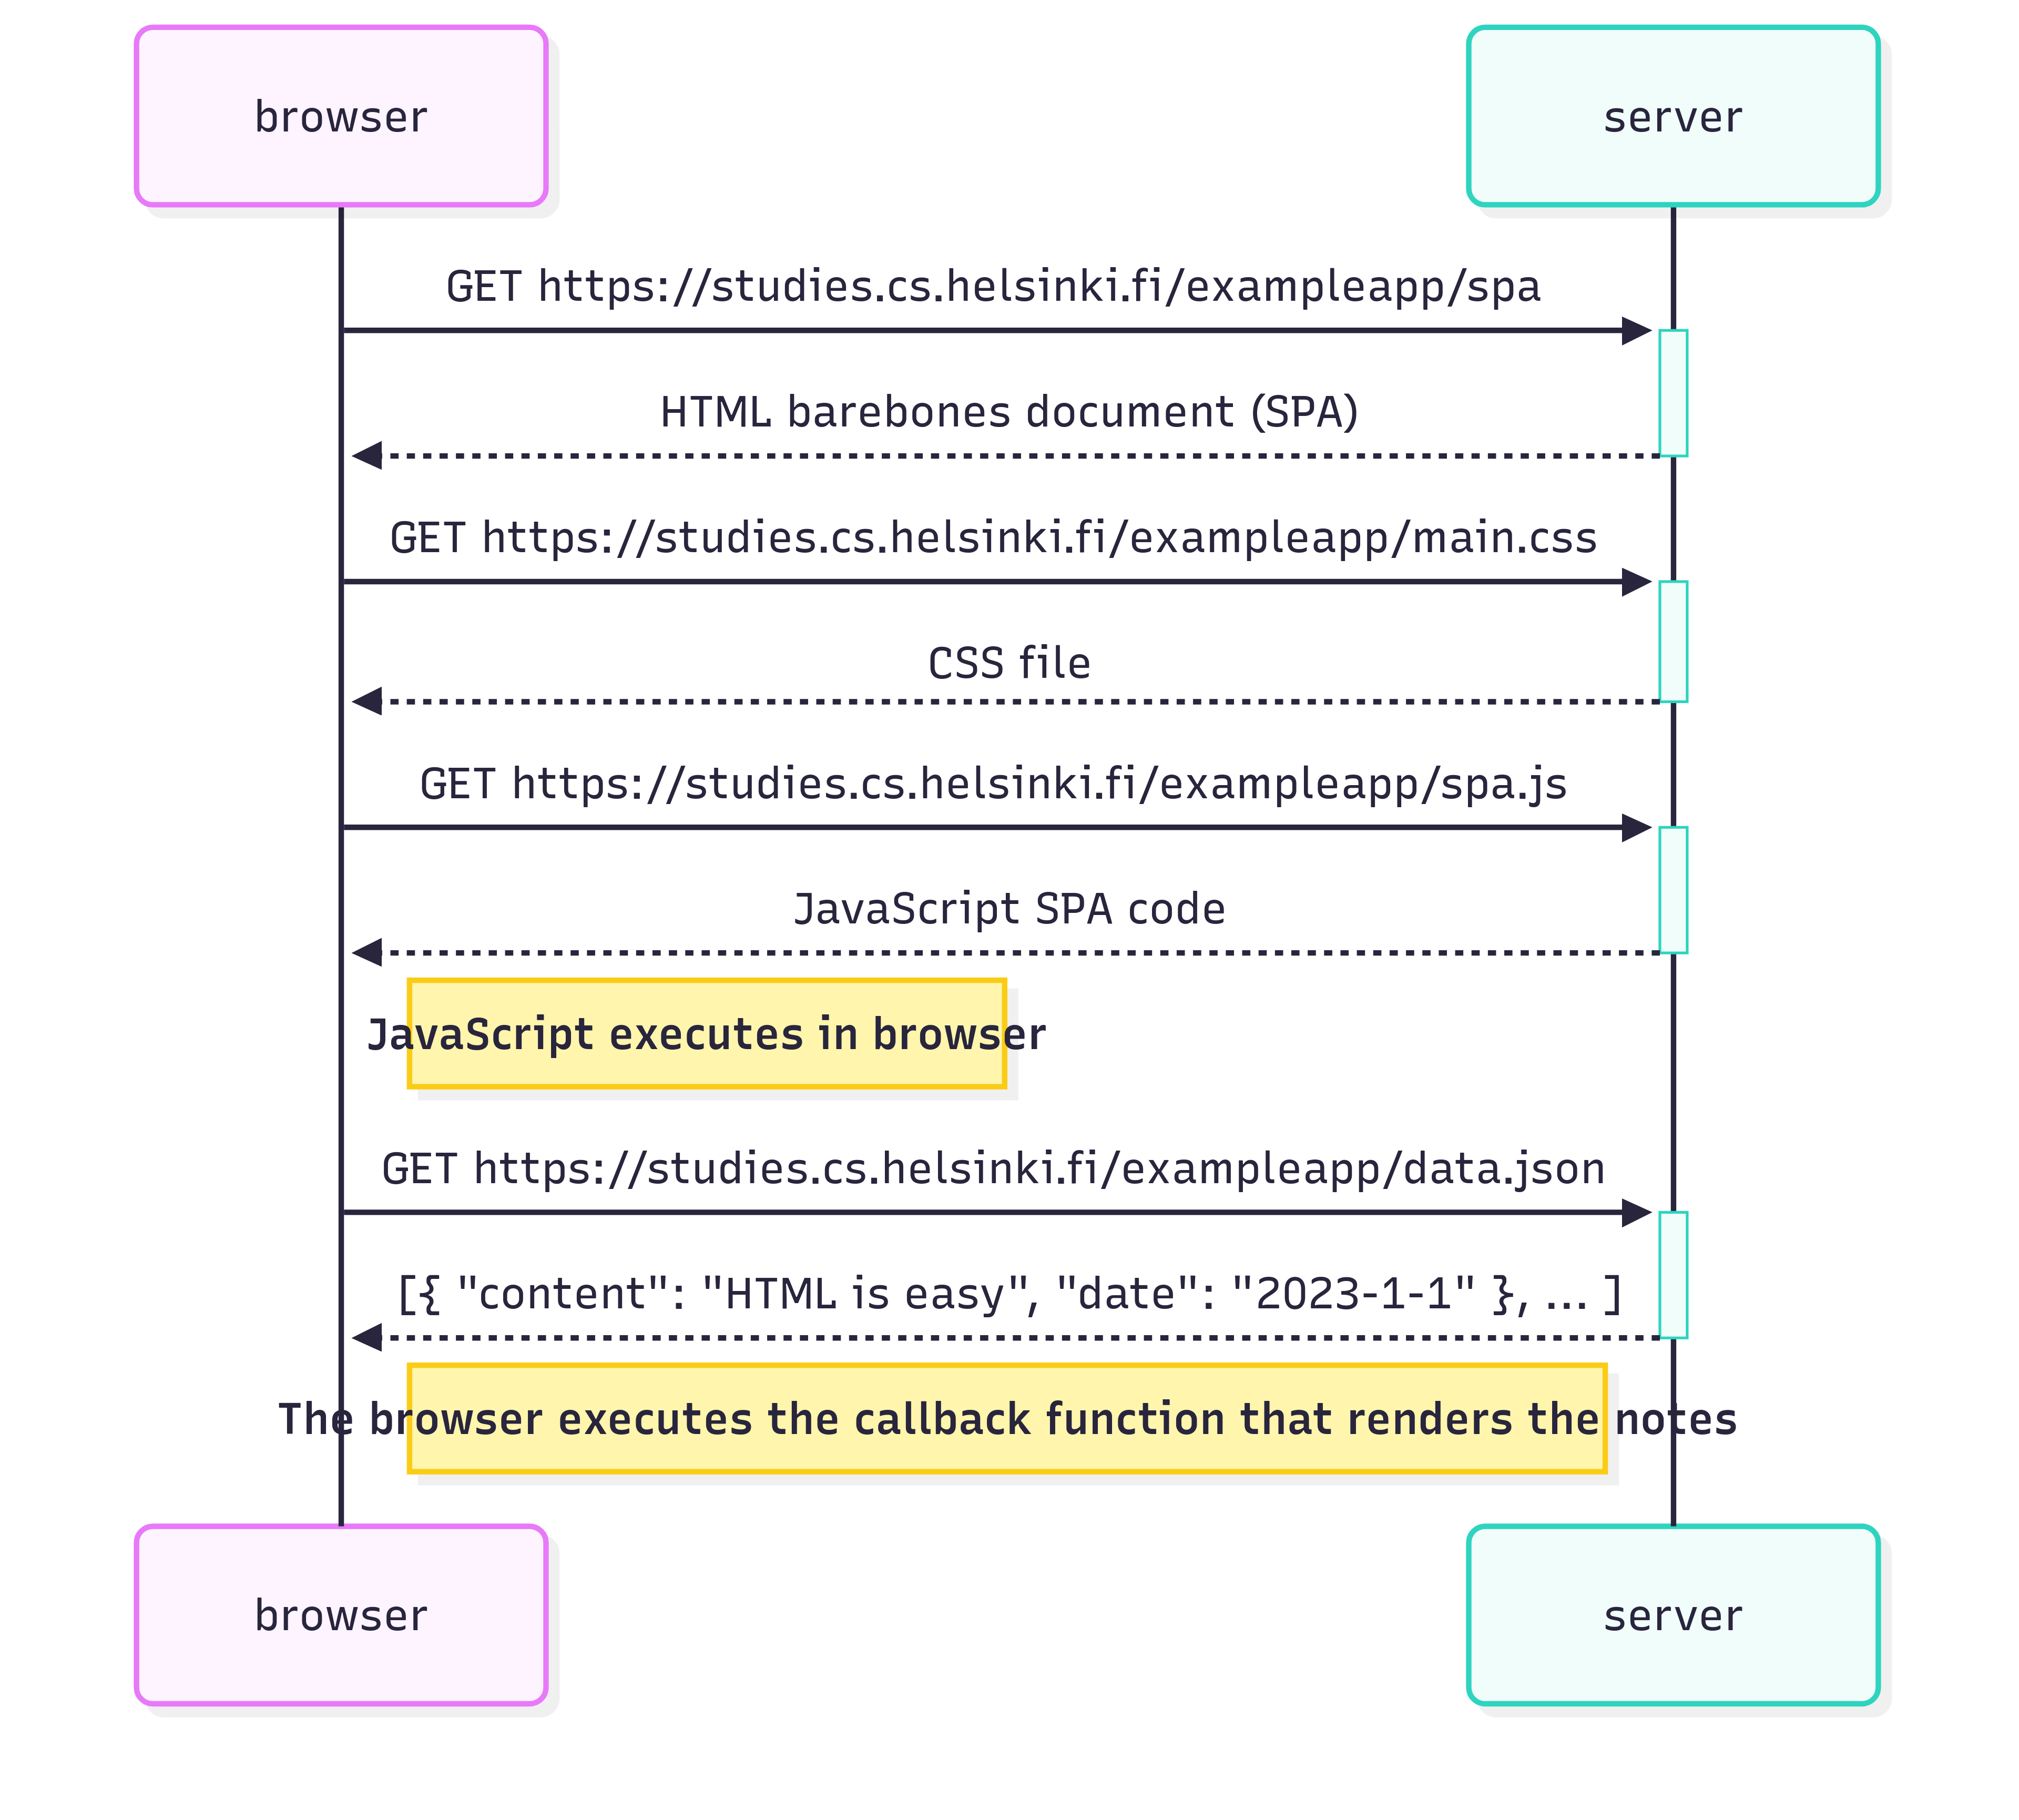 browser
server
GET https://studies.cs.helsinki.fi/exampleapp/spa
HTML barebones document (SPA)
GET https://studies.cs.helsinki.fi/exampleapp/main.css
CSS file
GET https://studies.cs.helsinki.fi/exampleapp/spa.js
JavaScript SPA code
JavaScript executes in browser
GET https://studies.cs.helsinki.fi/exampleapp/data.json
[{ "content": "HTML is easy", "date": "2023-1-1" }, ... ]
The browser executes the callback function that renders the notes
browser
server